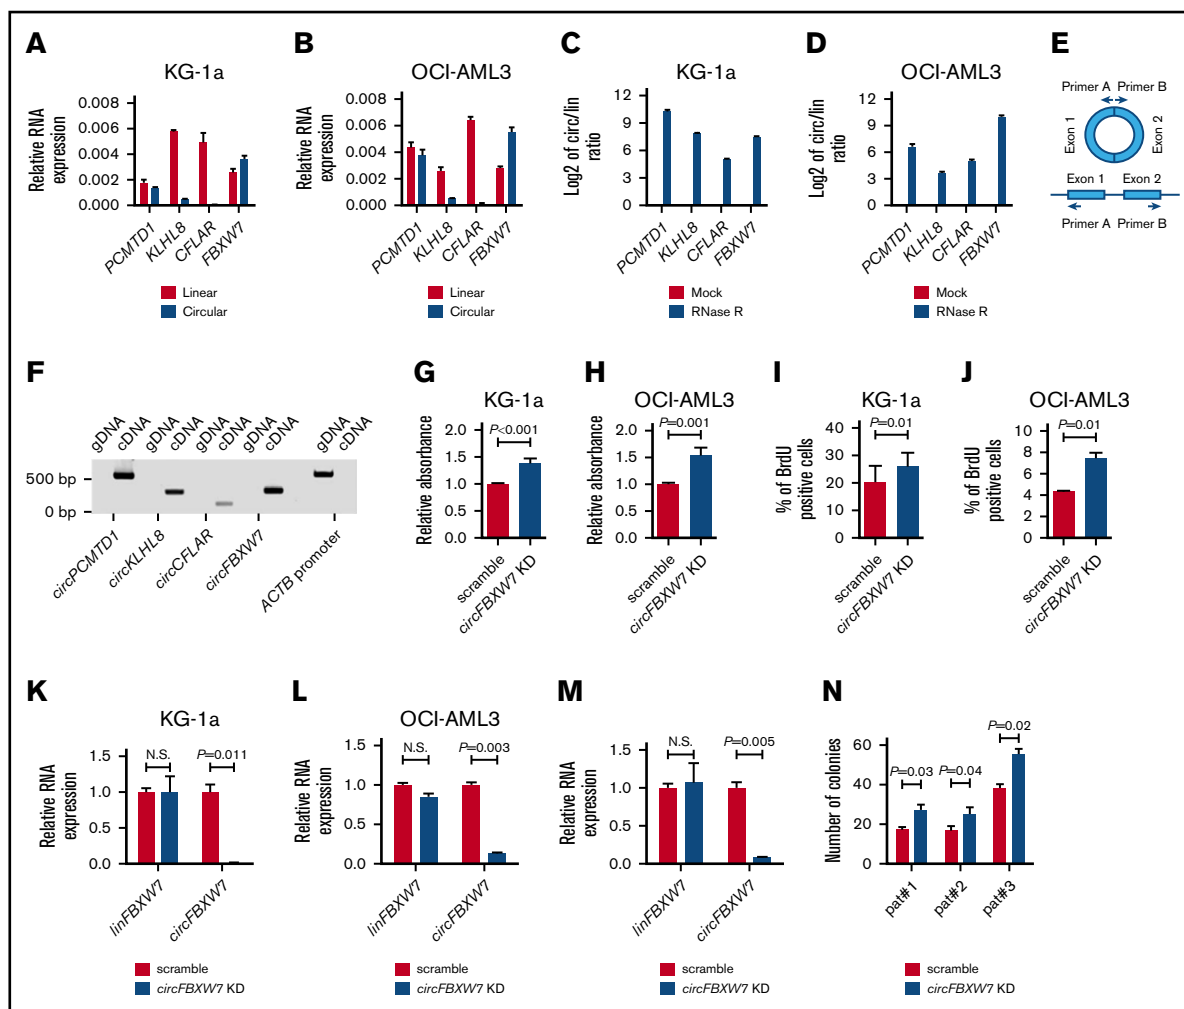 A
KG-1a
Relative RNA
expression
0.008
0.006
0.004
0.002
0.000
PCMTD1
KLHL8
CFLAR
FBXW7
Linear
Circular
B
OCI-AML3
Relative RNA
expression
0.008
0.006
0.004
0.002
0.000
PCMTD1
KLHL8
CFLAR
FBXW7
Linear
Circular
C
KG-1a
Log2 of circ/lin
ratio
12
9
6
3
0
PCMTD1
KLHL8
CFLAR
FBXW7
Mock
RNase R
D
OCI-AML3
Log2 of circ/lin
ratio
12
9
6
3
0
PCMTD1
KLHL8
CFLAR
FBXW7
Mock
RNase R
E
Primer A Primer B
Exon 1
Exon 2
Exon 1 Exon 2
Primer A Primer B
F
gDNA cDNA gDNA cDNA gDNA cDNA gDNA cDNA gDNA cDNA
500 bp
0 bp
circPCMTD1
circKLHL8
circCFLAR
circFBXW7
ACTB promoter
G
KG-1a
Relative absorbance
2.0
1.5
1.0
0.5
0.0
P<0.001
scramble
circFBXW7 KD
H
OCI-AML3
Relative absorbance
2.0
1.5
1.0
0.5
0.0
P=0.001
scramble
circFBXW7 KD
I
KG-1a
% of BrdU
positive cells
40
30
20
10
0
P=0.01
scramble
circFBXW7 KD
J
OCI-AML3
% of BrdU
positive cells
10
8
6
4
2
0
P=0.01
scramble
circFBXW7 KD
K
KG-1a
Relative RNA
expression
1.5
1.0
0.5
0.0
N.S.
P=0.011
linFBXW7
circFBXW7
scramble
circFBXW7 KD
L
OCI-AML3
Relative RNA
expression
1.5
1.0
0.5
0.0
N.S.
P=0.003
linFBXW7
circFBXW7
scramble
circFBXW7 KD
M
Relative RNA
expression
1.5
1.0
0.5
0.0
N.S.
P=0.005
linFBXW7
circFBXW7
scramble
circFBXW7 KD
N
Number of colonies
60
40
20
0
P=0.03
P=0.04
P=0.02
pat#1
pat#2
pat#3
scramble
circFBXW7 KD